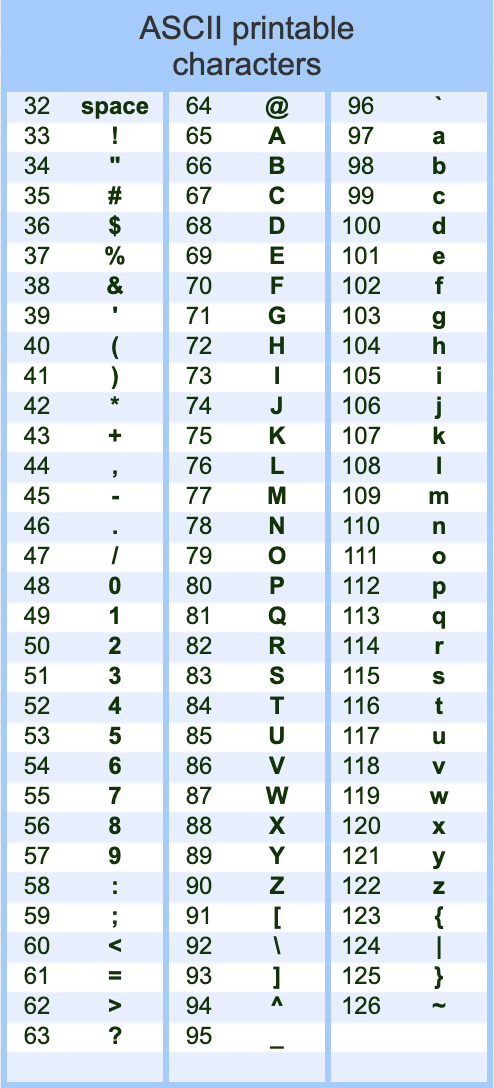 ASCII printable
characters
32 space 64 @ 96 `
33 ! 65 A 97 a
34 " 66 B 98 b
35 # 67 C 99 c
36 $ 68 D 100 d
37 % 69 E 101 e
38 & 70 F 102 f
39 ' 71 G 103 g
40 ( 72 H 104 h
41 ) 73 I 105 i
42 * 74 J 106 j
43 + 75 K 107 k
44 , 76 L 108 l
45 - 77 M 109 m
46 . 78 N 110 n
47 / 79 O 111 o
48 0 80 P 112 p
49 1 81 Q 113 q
50 2 82 R 114 r
51 3 83 S 115 s
52 4 84 T 116 t
53 5 85 U 117 u
54 6 86 V 118 v
55 7 87 W 119 w
56 8 88 X 120 x
57 9 89 Y 121 y
58 : 90 Z 122 z
59 ; 91 [ 123 {
60 < 92 \ 124 |
61 = 93 ] 125 }
62 > 94 ^ 126 ~
63 ? 95 _